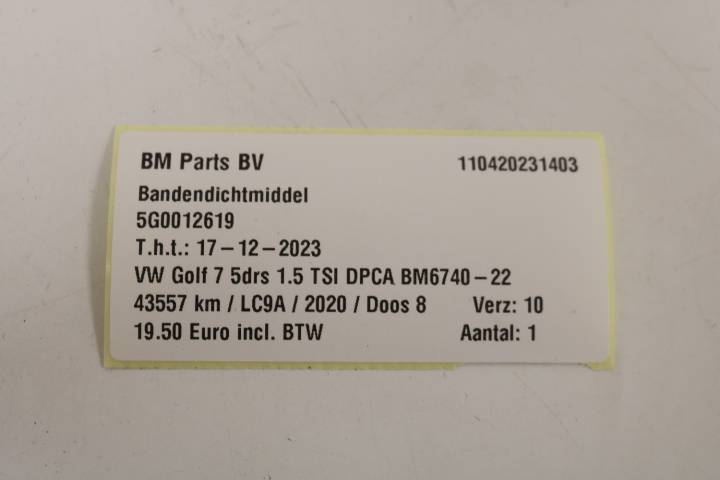 BM Parts BV 110420231403
Bandendichtmiddel
5G0012619
T.h.t.: 17-12-2023
VW Golf 7 5drs 1.5 TSI DPCA BM6740-22
43557 km / LC9A / 2020 / Doos 8 Verz: 10
19.50 Euro incl. BTW Aantal: 1